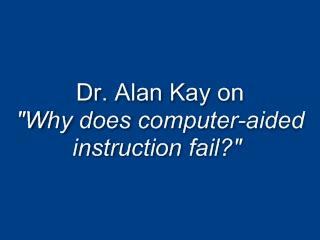 Dr. Alan Kay on
"Why does computer-aided
instruction fail?"